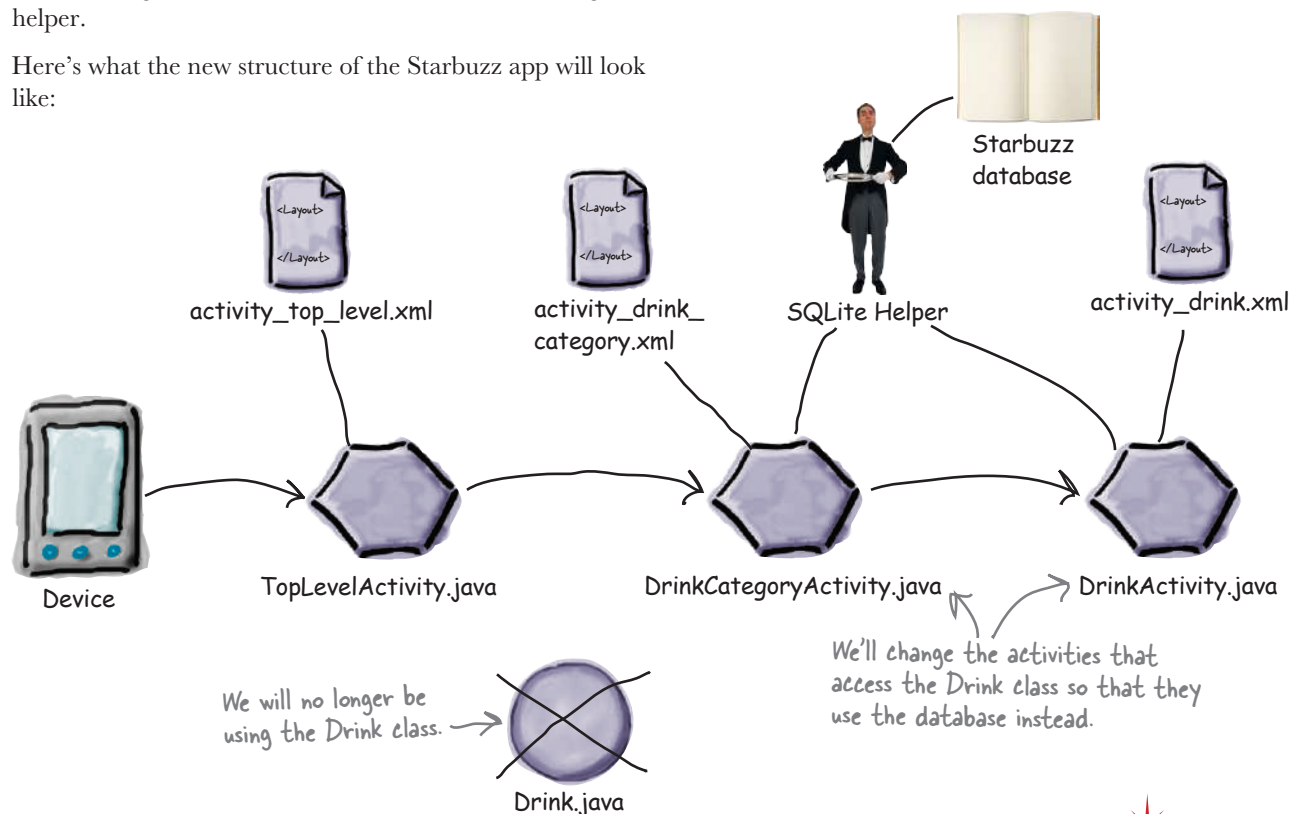 helper.
Here's what the new structure of the Starbuzz app will look
like:
Starbuzz
database
<Layout>
</Layout>
activity_top_level.xml
<Layout>
</Layout>
activity_drink_
category.xml
SQLite Helper
<Layout>
</Layout>
activity_drink.xml
Device
TopLevelActivity.java
DrinkCategoryActivity.java
DrinkActivity.java
We'll change the activities that
access the Drink class so that they
use the database instead.
We will no longer be
using the Drink class.
Drink.java